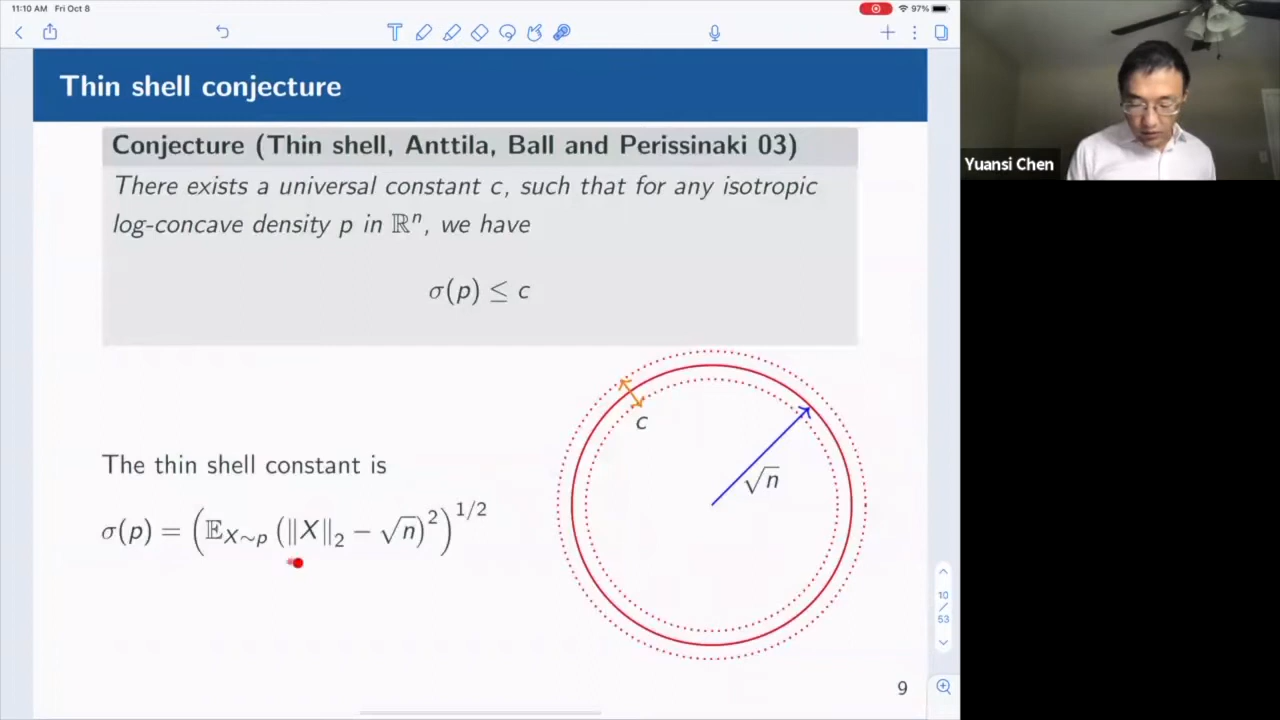 11:10 AM Fri Oct 8
97%
Thin shell conjecture
Conjecture (Thin shell, Anttila, Ball and Perissinaki 03)
There exists a universal constant c, such that for any isotropic
log-concave density p in ℝⁿ, we have
σ(p) ≤ c
c
√n
The thin shell constant is
σ(p) = (𝔼_{X∼p} (‖X‖₂ − √n)²)^{1/2}
10
/
53
9
Yuansi Chen